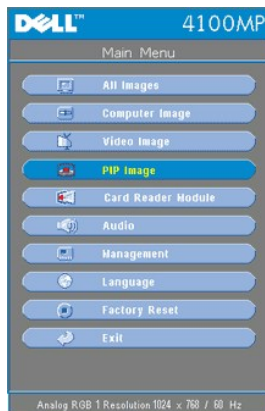 DELL™ 4100MP
Main Menu
All Images
Computer Image
Video Image
PIP Image
Card Reader Module
Audio
Management
Language
Factory Reset
Exit
Analog RGB 1 Resolution 1024 x 768 / 60 Hz